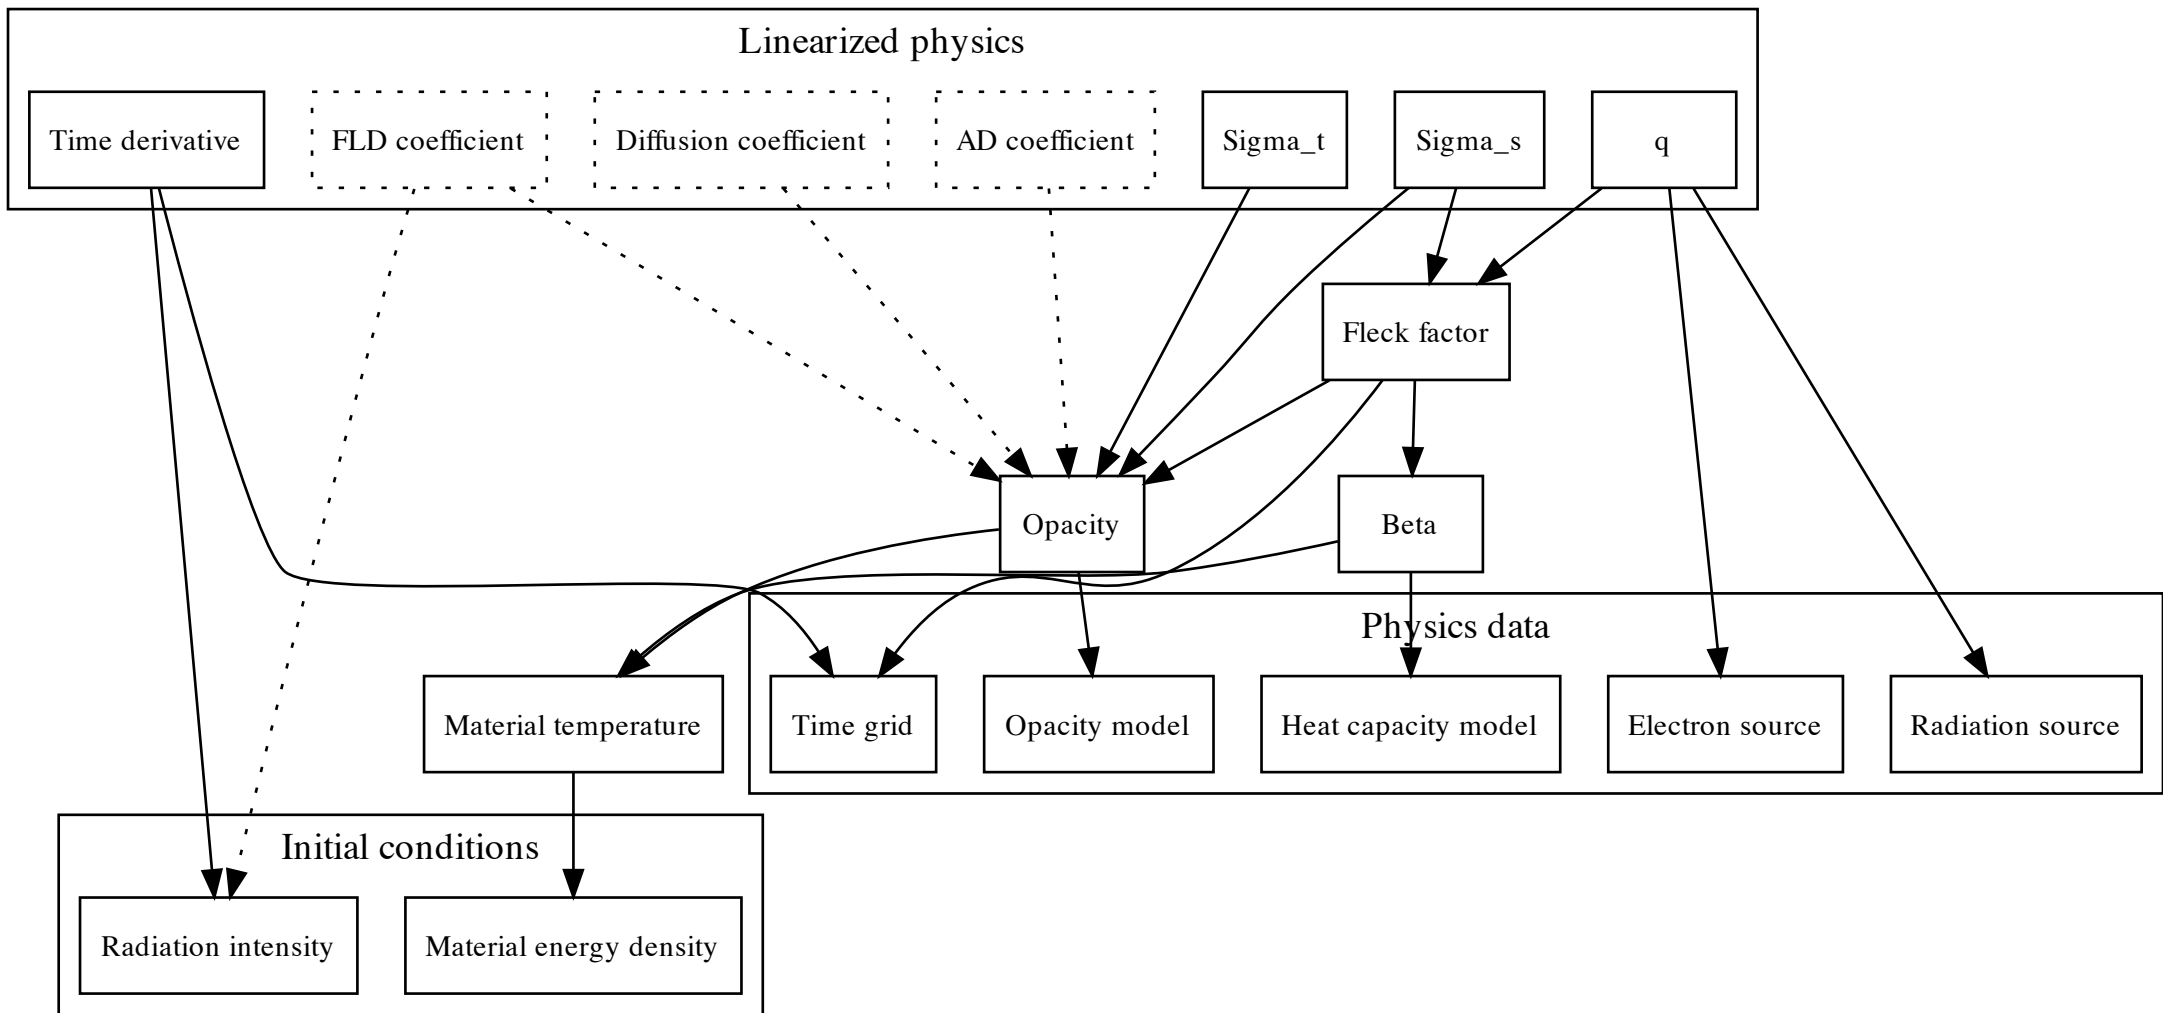 Linearized physics
Time derivative
FLD coefficient
Diffusion coefficient
AD coefficient
Sigma_t
Sigma_s
q
Fleck factor
Opacity
Beta
Physics data
Material temperature
Time grid
Opacity model
Heat capacity model
Electron source
Radiation source
Initial conditions
Radiation intensity
Material energy density